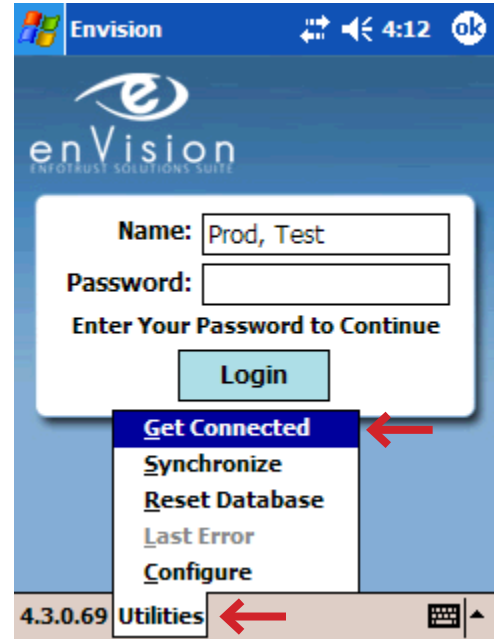 Envision 4:12 ok
enVision
ENFOTRUST SOLUTIONS SUITE
Name: Prod, Test
Password:
Enter Your Password to Continue
Login
Get Connected
Synchronize
Reset Database
Last Error
Configure
4.3.0.69 Utilities